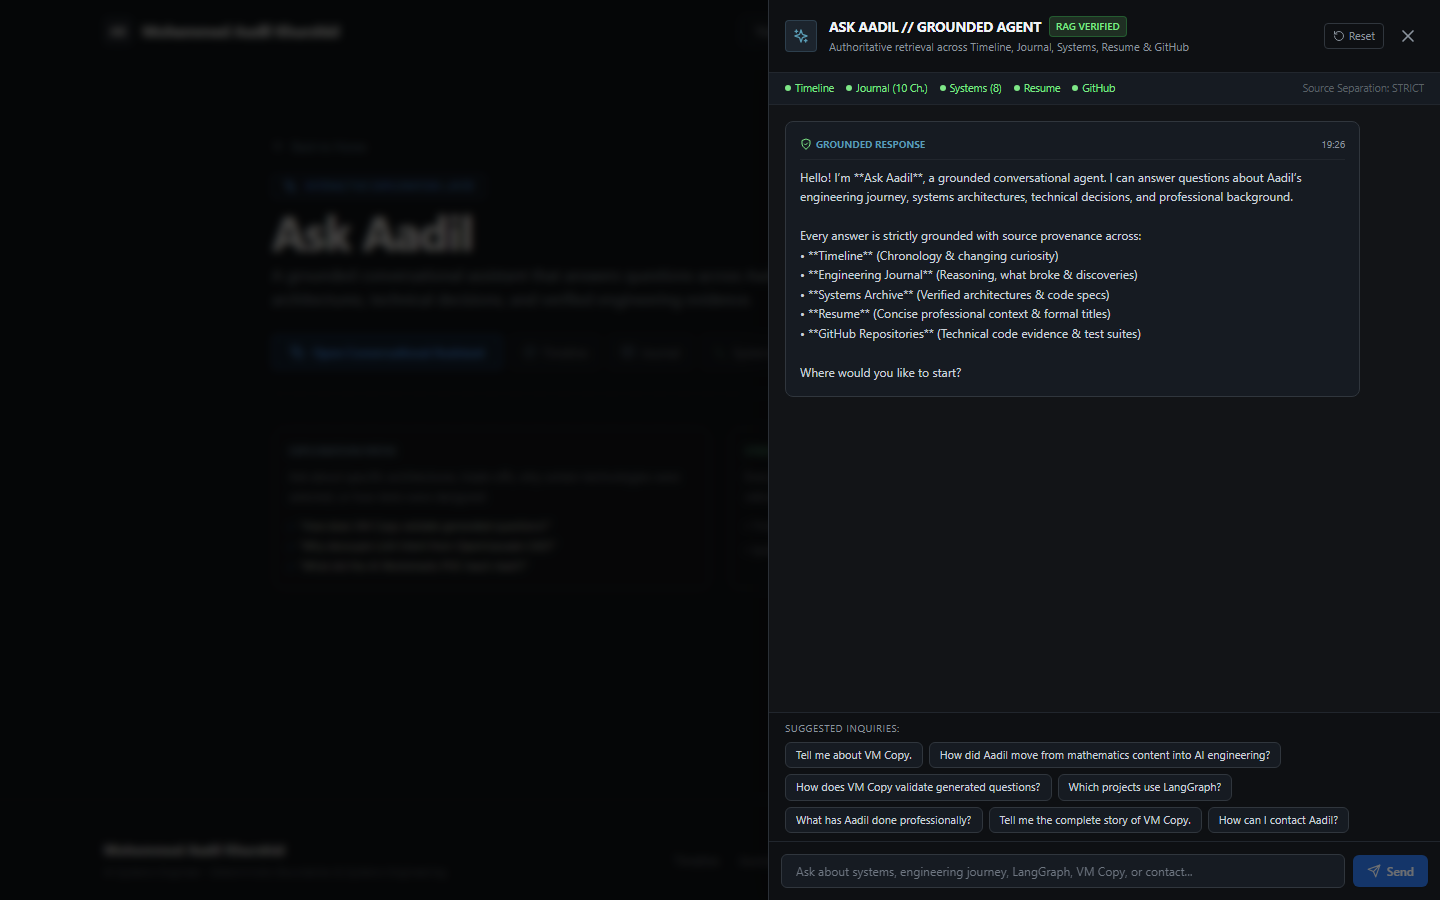 ASK AADIL // GROUNDED AGENT
RAG VERIFIED
Authoritative retrieval across Timeline, Journal, Systems, Resume & GitHub
Reset
Timeline
Journal (10 Ch.)
Systems (8)
Resume
GitHub
Source Separation: STRICT
GROUNDED RESPONSE
19:26
Hello! I'm **Ask Aadil**, a grounded conversational agent. I can answer questions about Aadil's
engineering journey, systems architectures, technical decisions, and professional background.
Every answer is strictly grounded with source provenance across:
• **Timeline** (Chronology & changing curiosity)
• **Engineering Journal** (Reasoning, what broke & discoveries)
• **Systems Archive** (Verified architectures & code specs)
• **Resume** (Concise professional context & formal titles)
• **GitHub Repositories** (Technical code evidence & test suites)
Where would you like to start?
Ask Aadil
SUGGESTED INQUIRIES:
Tell me about VM Copy.
How did Aadil move from mathematics content into AI engineering?
How does VM Copy validate generated questions?
Which projects use LangGraph?
What has Aadil done professionally?
Tell me the complete story of VM Copy.
How can I contact Aadil?
Ask about systems, engineering journey, LangGraph, VM Copy, or contact...
Send